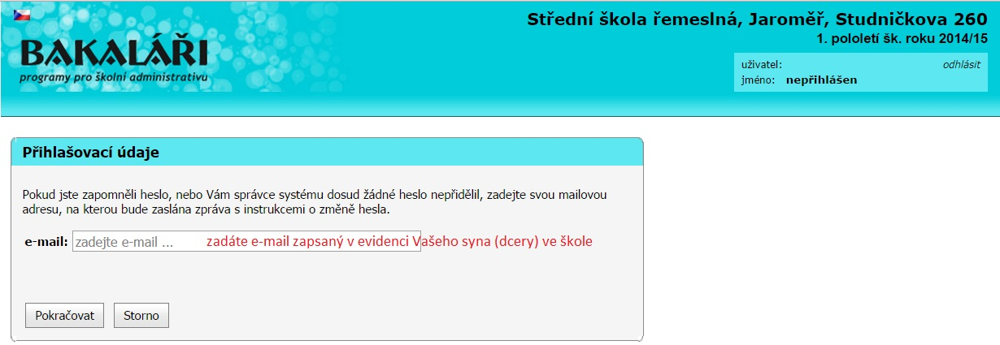 Střední škola řemeslná, Jaroměř, Studničkova 260
1. pololetí šk. roku 2014/15
BAKALÁŘI
programy pro školní administrativu
uživatel: odhlásit
jméno: nepřihlášen
Přihlašovací údaje
Pokud jste zapomněli heslo, nebo Vám správce systému dosud žádné heslo nepřidělil, zadejte svou mailovou
adresu, na kterou bude zaslána zpráva s instrukcemi o změně hesla.
e-mail: zadejte e-mail ... zadáte e-mail zapsaný v evidenci Vašeho syna (dcery) ve škole
Pokračovat Storno